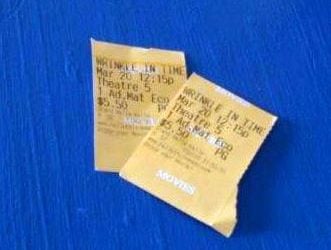 WRINKLE IN TIME
Mar 20 12:15p
Theatre 5
1 Ad.Mat Eco
$5.50 PG
WRINKLE IN TIME
Mar 20 12:15p
Theatre 5
1 Ad.Mat Eco
$5.50
PG
MOVIES